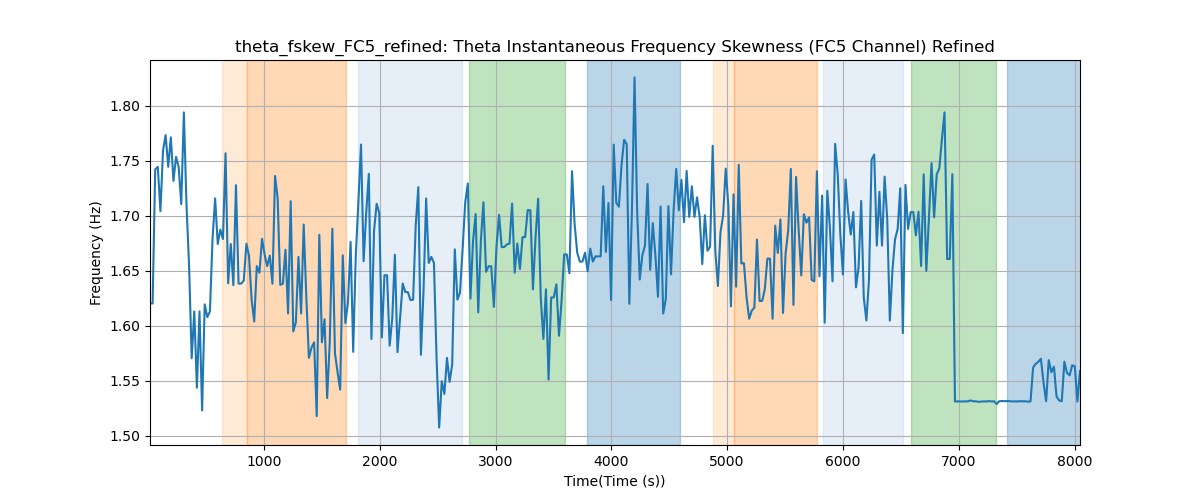 theta_fskew_FC5_refined: Theta Instantaneous Frequency Skewness (FC5 Channel) Refined
Frequency (Hz)
1.80
1.75
1.70
1.65
1.60
1.55
1.50
1000 2000 3000 4000 5000 6000 7000 8000
Time(Time (s))